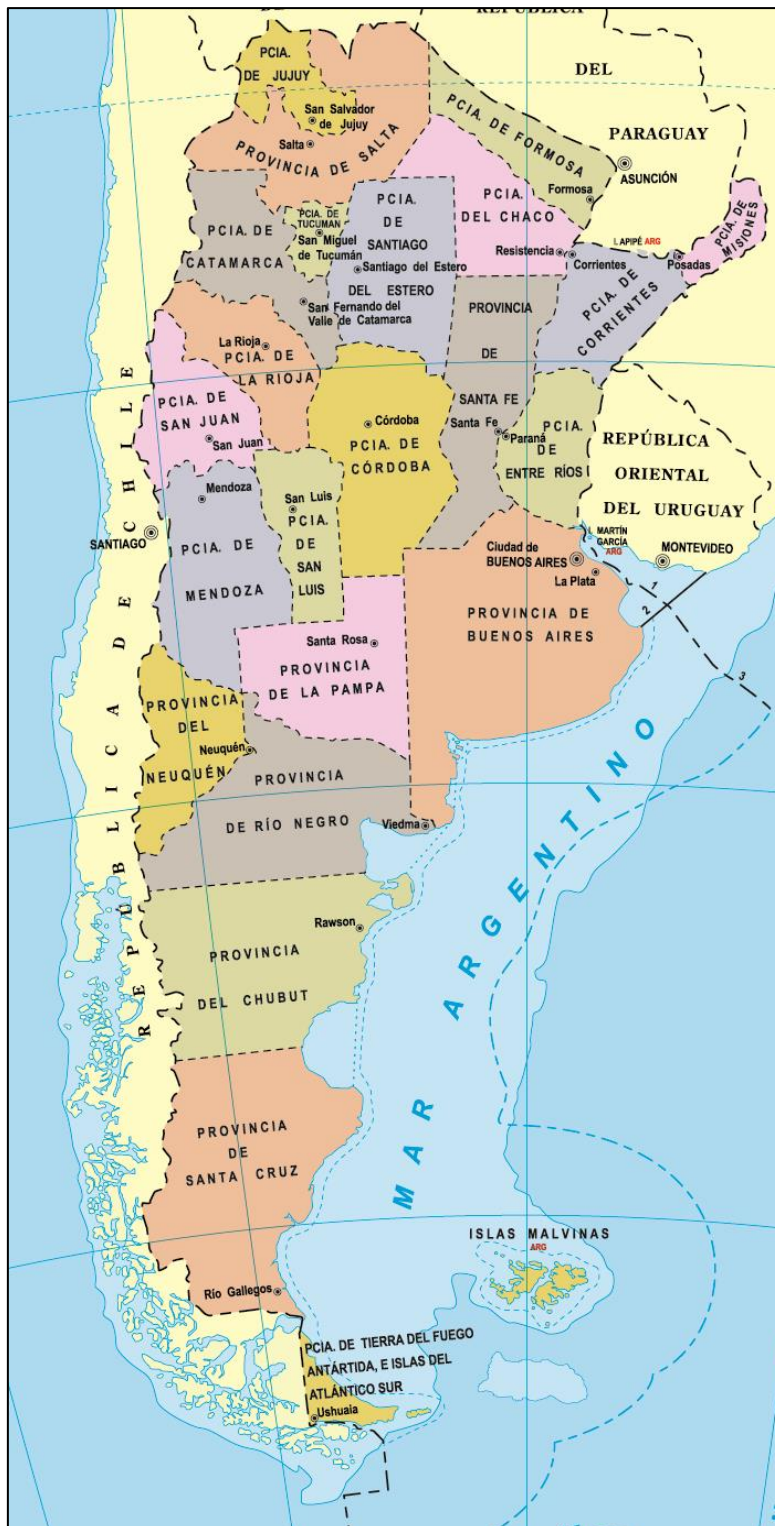 DE
REPÚBLICA
PCIA.
DE JUJUY
San Salvador
de Jujuy
Salta
PROVINCIA DE SALTA
PCIA. DE FORMOSA
Formosa
DEL
PARAGUAY
ASUNCIÓN
PCIA. DE
CATAMARCA
PCIA. DE
TUCUMAN
San Miguel
de Tucumán
PCIA.
DE
SANTIAGO
Santiago del Estero
DEL ESTERO
San Fernando del
Valle de Catamarca
PCIA.
DEL CHACO
Resistencia
I. APIPÉ ARG
Corrientes
Posadas
PCIA. DE
MISIONES
PCIA. DE
CORRIENTES
La Rioja
PCIA. DE
LA RIOJA
PROVINCIA
DE
SANTA FE
Santa Fe
Paraná
PCIA. DE
SAN JUAN
San Juan
Córdoba
PCIA. DE
CÓRDOBA
PCIA.
DE
ENTRE RÍOS
REPÚBLICA
ORIENTAL
DEL URUGUAY
MONTEVIDEO
Mendoza
PCIA. DE
MENDOZA
San Luis
PCIA.
DE
SAN
LUIS
SANTIAGO
I. MARTÍN
GARCÍA
ARG
Ciudad de
BUENOS AIRES
La Plata
1
2
3
PROVINCIA DE
BUENOS AIRES
Santa Rosa
PROVINCIA
DE LA PAMPA
PROVINCIA
DEL
NEUQUÉN
Neuquén
PROVINCIA
DE RÍO NEGRO
Viedma
REPÚBLICA DE CHILE
MAR ARGENTINO
Rawson
PROVINCIA
DEL CHUBUT
PROVINCIA
DE
SANTA CRUZ
Río Gallegos
ISLAS MALVINAS
ARG
PCIA. DE TIERRA DEL FUEGO
ANTÁRTIDA, E ISLAS DEL
ATLÁNTICO SUR
Ushuaia